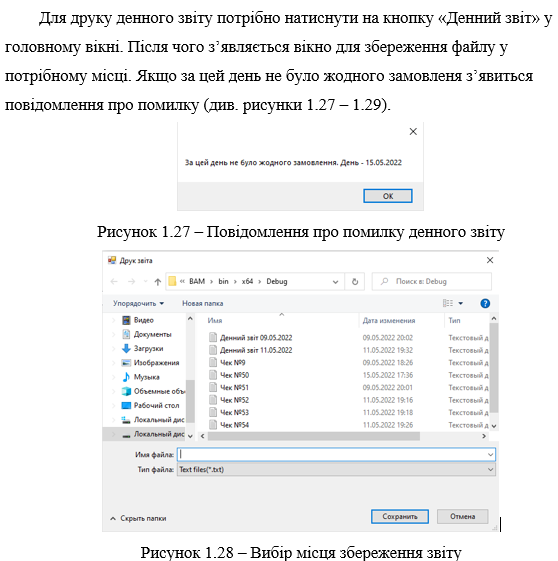 Для друку денного звіту потрібно натиснути на кнопку «Денний звіт» у
головному вікні. Після чого з’являється вікно для збереження файлу у
потрібному місці. Якщо за цей день не було жодного замовленя з’явиться
повідомлення про помилку (див. рисунки 1.27 – 1.29).
За цей день не було жодного замовлення. День - 15.05.2022
OK
Рисунок 1.27 – Повідомлення про помилку денного звіту
Друк звіта
« BAM › bin › x64 › Debug
Поиск в: Debug
Упорядочить
Новая папка
Имя
Дата изменения
Тип
Видео
Документы
Загрузки
Изображения
Музыка
Объемные объе
Рабочий стол
Локальный дис
Локальный дис
Денний звіт 09.05.2022 09.05.2022 20:02 Текстовый д
Денний звіт 11.05.2022 11.05.2022 19:32 Текстовый д
Чек №9 09.05.2022 18:26 Текстовый д
Чек №50 15.05.2022 17:36 Текстовый д
Чек №51 09.05.2022 20:01 Текстовый д
Чек №52 11.05.2022 19:16 Текстовый д
Чек №53 11.05.2022 19:18 Текстовый д
Чек №54 11.05.2022 19:26 Текстовый д
Имя файла:
Тип файла: Text files(*.txt)
Скрыть папки
Сохранить
Отмена
Рисунок 1.28 – Вибір місця збереження звіту